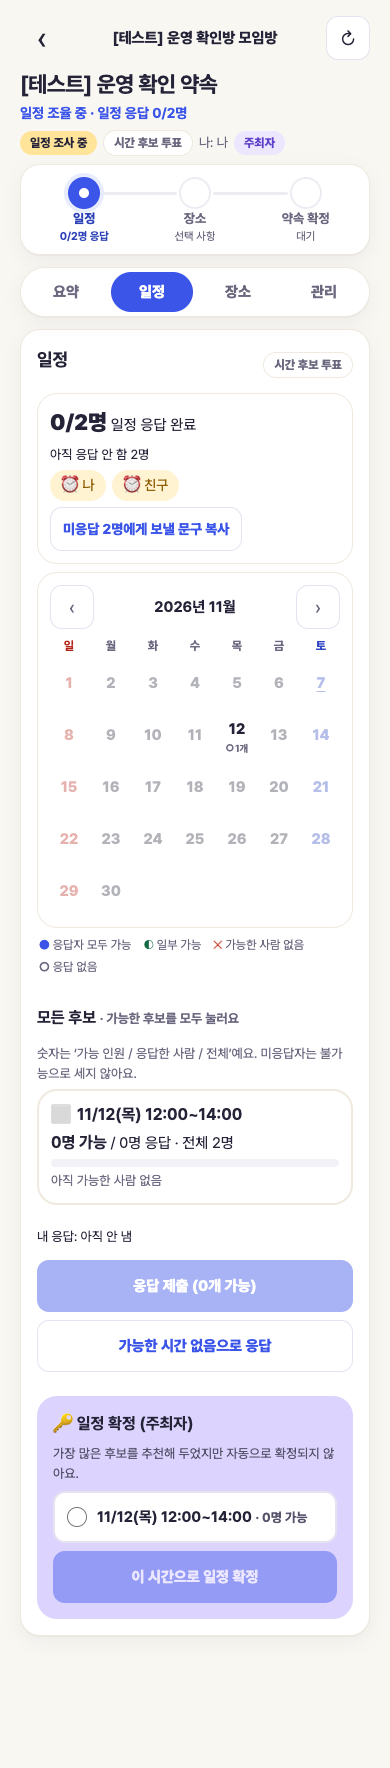 ‹
[테스트] 운영 확인방 모임방
↻
[테스트] 운영 확인 약속
일정 조율 중 · 일정 응답 0/2명
일정 조사 중 시간 후보 투표 나: 나 주최자
일정 장소 약속 확정
0/2명 응답 선택 사항 대기
요약 일정 장소 관리
일정
시간 후보 투표
0/2명 일정 응답 완료
아직 응답 안 함 2명
⏰ 나 ⏰ 친구
미응답 2명에게 보낼 문구 복사
‹ 2026년 11월 ›
일 월 화 수 목 금 토
1 2 3 4 5 6 7
8 9 10 11 12 13 14
○1개
15 16 17 18 19 20 21
22 23 24 25 26 27 28
29 30
● 응답자 모두 가능 ◐ 일부 가능 × 가능한 사람 없음
○ 응답 없음
모든 후보 · 가능한 후보를 모두 눌러요
숫자는 ‘가능 인원 / 응답한 사람 / 전체’예요. 미응답자는 불가
능으로 세지 않아요.
11/12(목) 12:00~14:00
0명 가능 / 0명 응답 · 전체 2명
아직 가능한 사람 없음
내 응답: 아직 안 냄
응답 제출 (0개 가능)
가능한 시간 없음으로 응답
🔑 일정 확정 (주최자)
가장 많은 후보를 추천해 두었지만 자동으로 확정되지 않
아요.
11/12(목) 12:00~14:00 · 0명 가능
이 시간으로 일정 확정